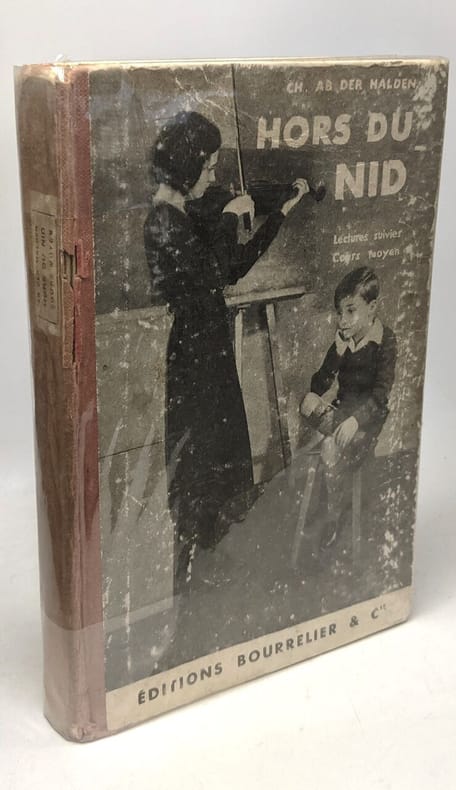 CH. AB DER HALDEN
HORS DU
NID
Lectures suivies
Cours moyen
ÉDITIONS BOURRELIER & Cie